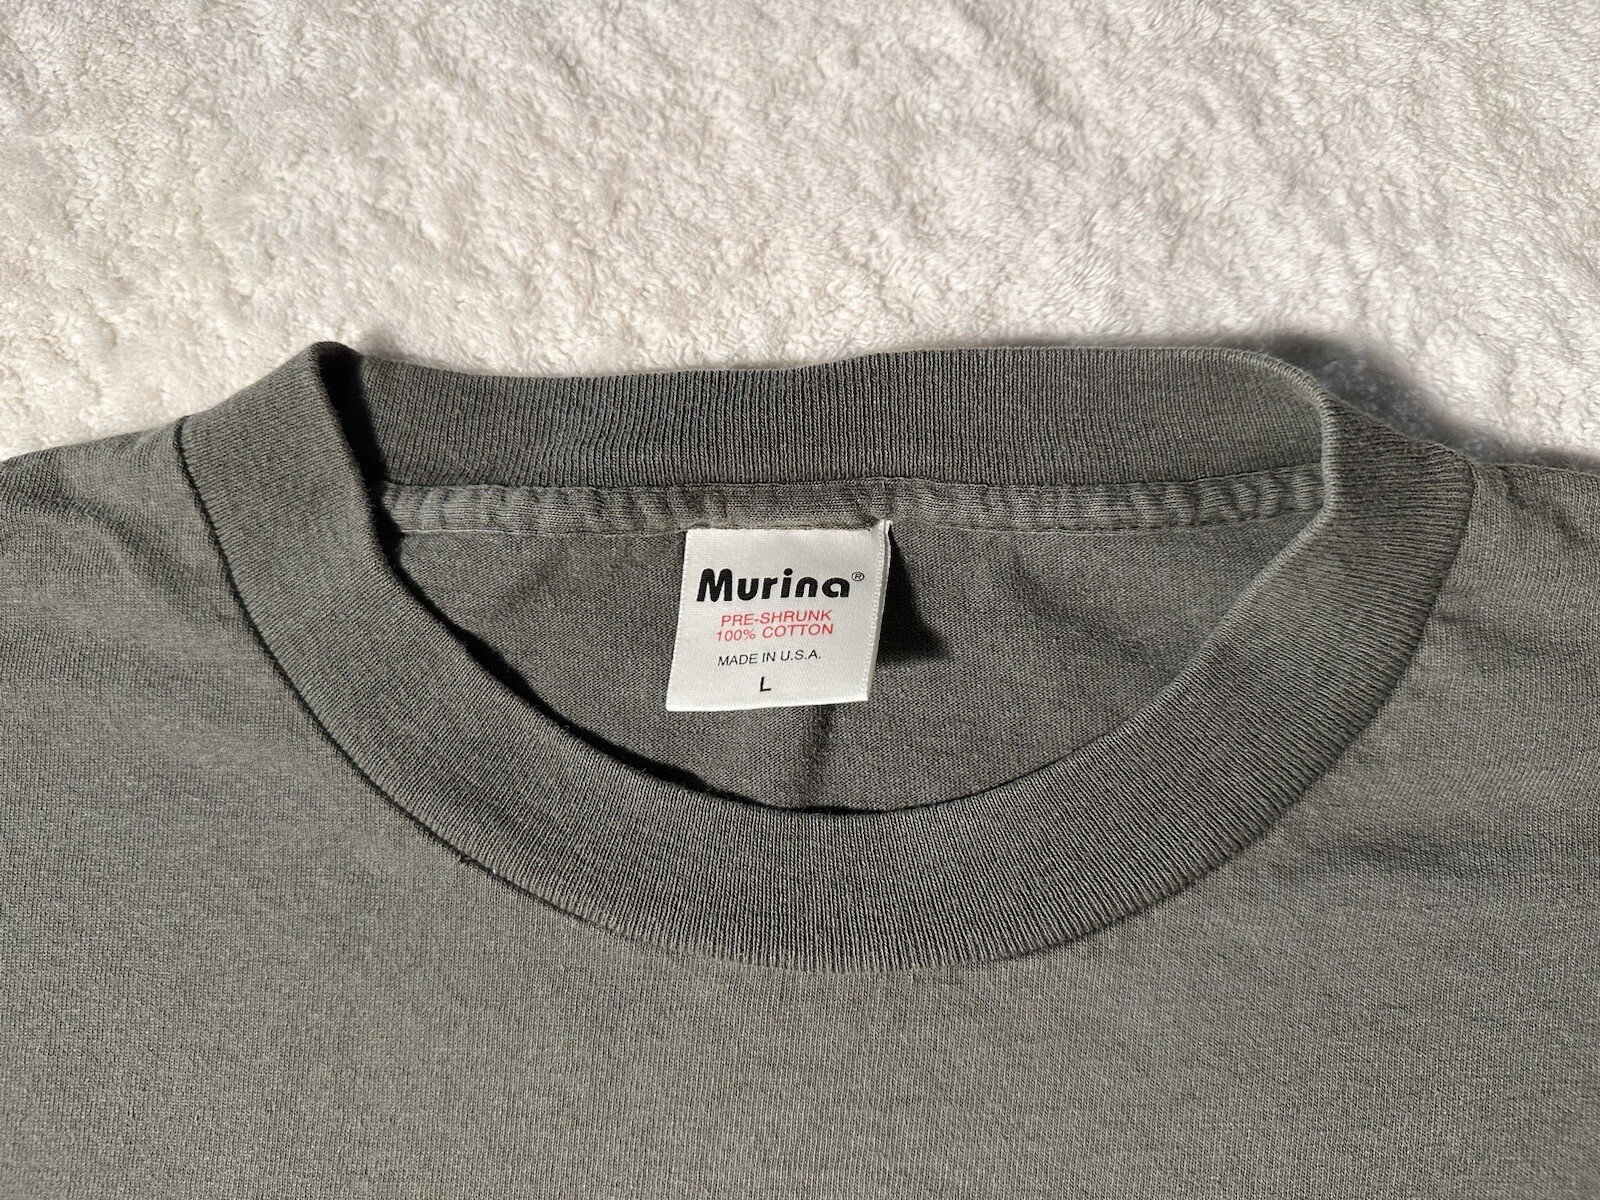 Murina®
PRE-SHRUNK
100% COTTON
MADE IN U.S.A.
L